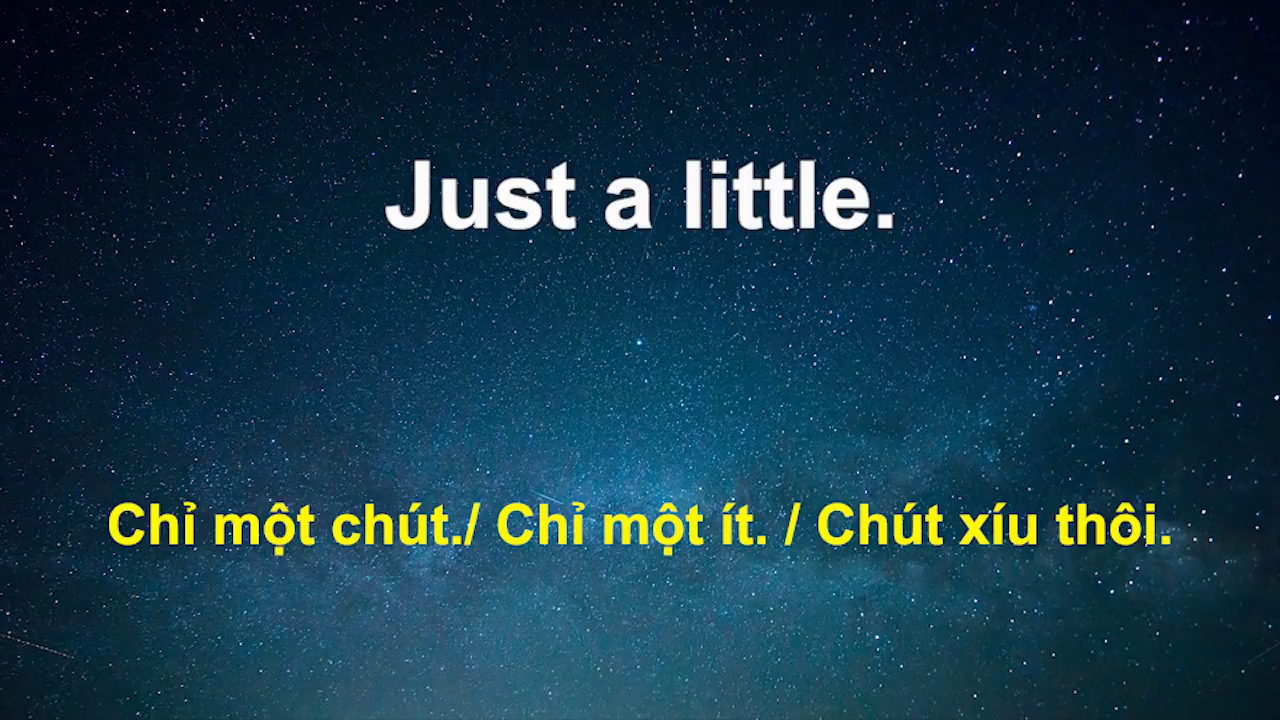 Just a little.
Chỉ một chút./ Chỉ một ít. / Chút xíu thôi.